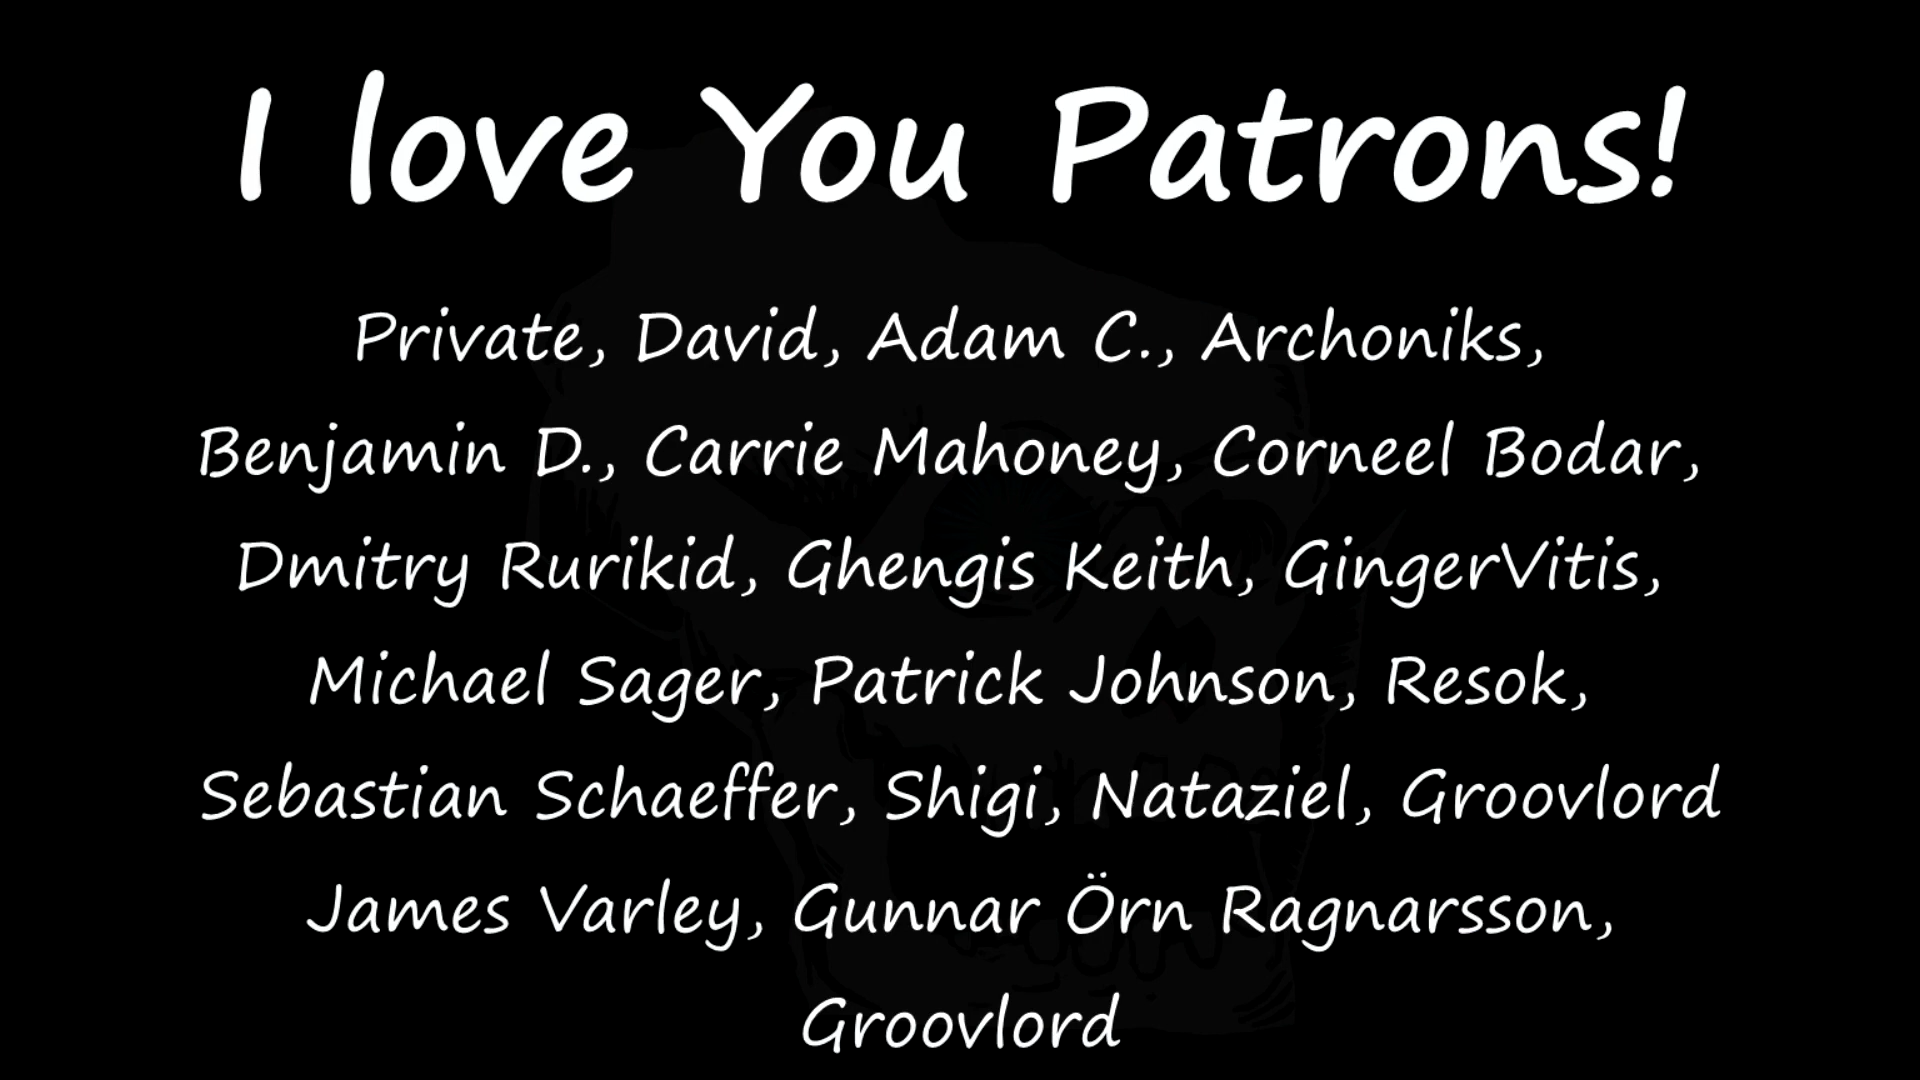 I love You Patrons!
Private, David, Adam C., Archoniks,
Benjamin D., Carrie Mahoney, Corneel Bodar,
Dmitry Rurikid, Ghengis Keith, GingerVitis,
Michael Sager, Patrick Johnson, Resok,
Sebastian Schaeffer, Shigi, Nataziel, Groovlord
James Varley, Gunnar Örn Ragnarsson,
Groovlord